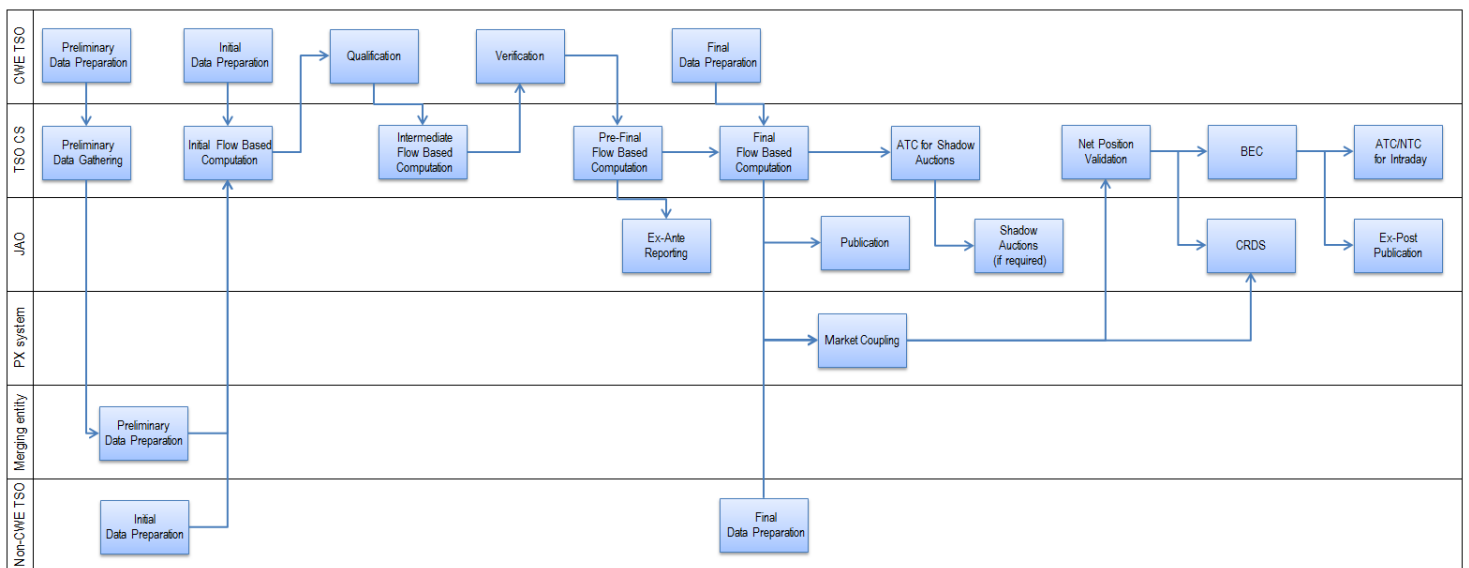 CWE TSO
Preliminary
Data Preparation
Initial
Data Preparation
Qualification
Verification
Final
Data Preparation
TSO CS
Preliminary
Data Gathering
Initial Flow Based
Computation
Intermediate
Flow Based
Computation
Pre-Final
Flow Based
Computation
Final
Flow Based
Computation
ATC for Shadow
Auctions
Net Position
Validation
BEC
ATC/NTC
for Intraday
JAO
Ex-Ante
Reporting
Publication
Shadow
Auctions
(if required)
CRDS
Ex-Post
Publication
PX system
Market Coupling
Merging entity
Preliminary
Data Preparation
Non-CWE TSO
Initial
Data Preparation
Final
Data Preparation